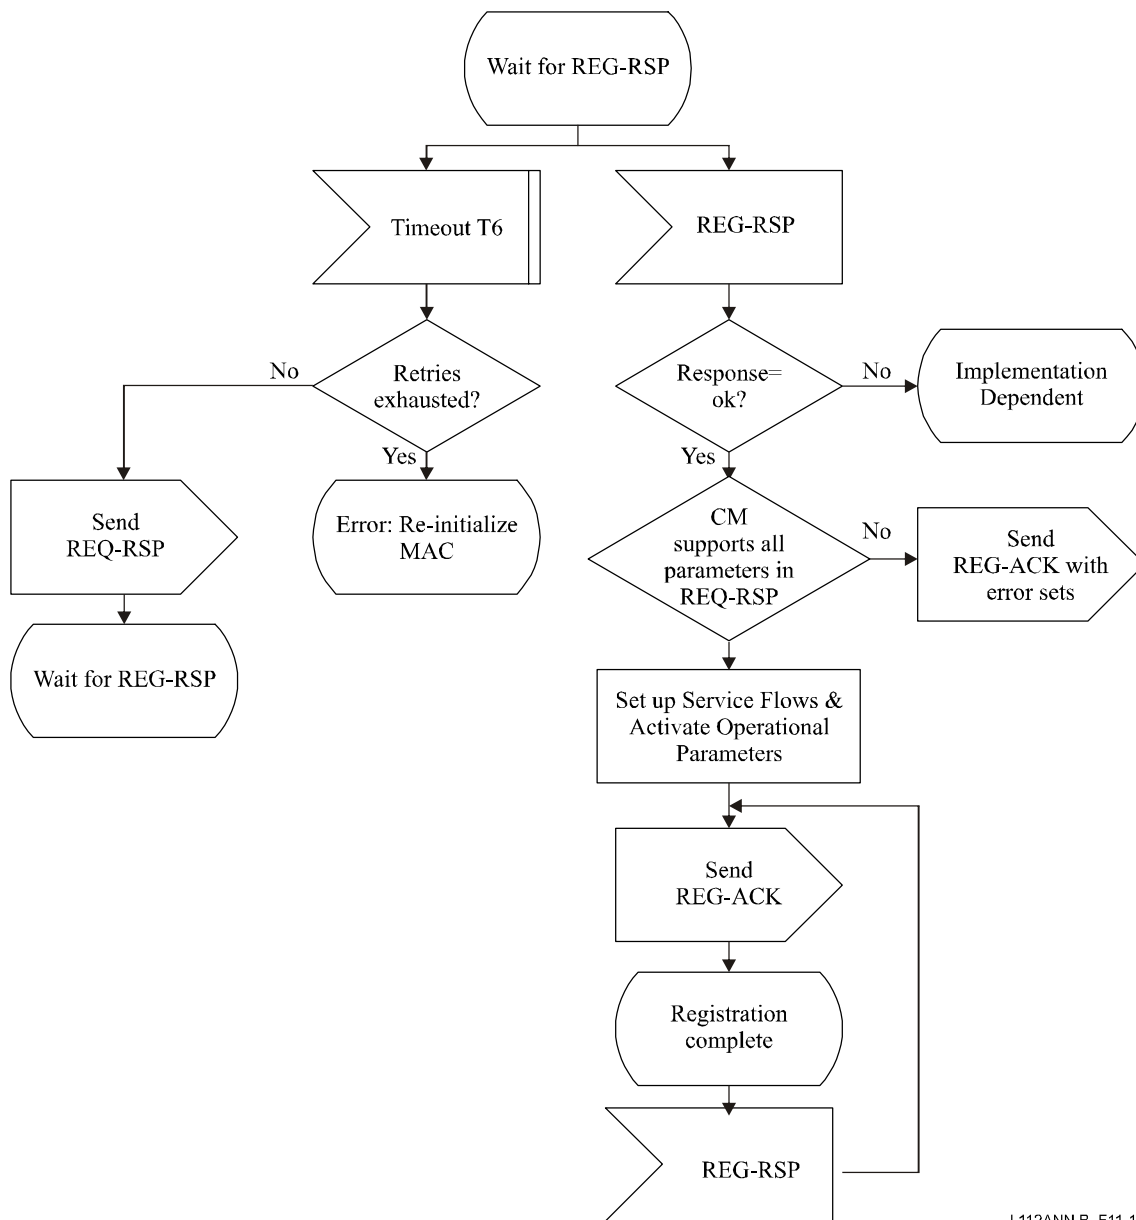 Wait for REG-RSP
Timeout T6
REG-RSP
No
Retries
exhausted?
Response=
ok?
No
Implementation
Dependent
Yes
Yes
Send
REQ-RSP
Error: Re-initialize
MAC
CM
supports all
parameters in
REQ-RSP
No
Send
REG-ACK with
error sets
Wait for REG-RSP
Set up Service Flows &
Activate Operational
Parameters
Send
REG-ACK
Registration
complete
REG-RSP